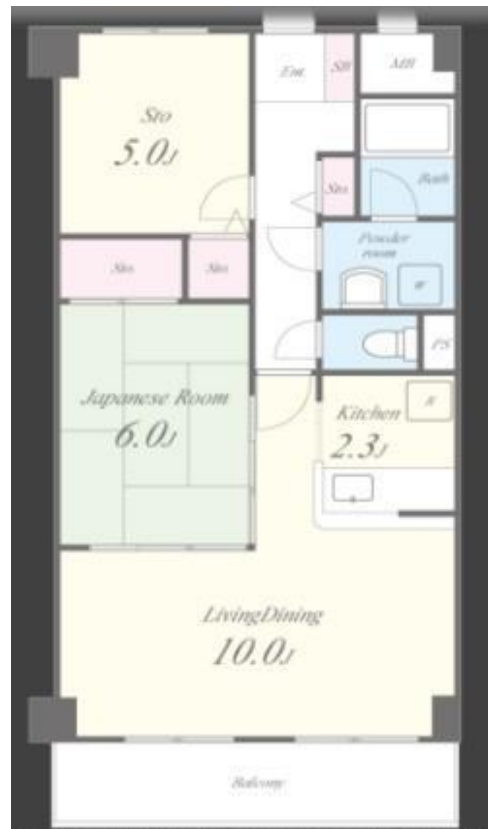 Ent.
SB
MB
Sto
5.0J
Sto.
Bath
Powder
room
W
Sto.
Sto.
PS
Japanese Room
6.0J
Kitchen
R
2.3J
LivingDining
10.0J
Balcony